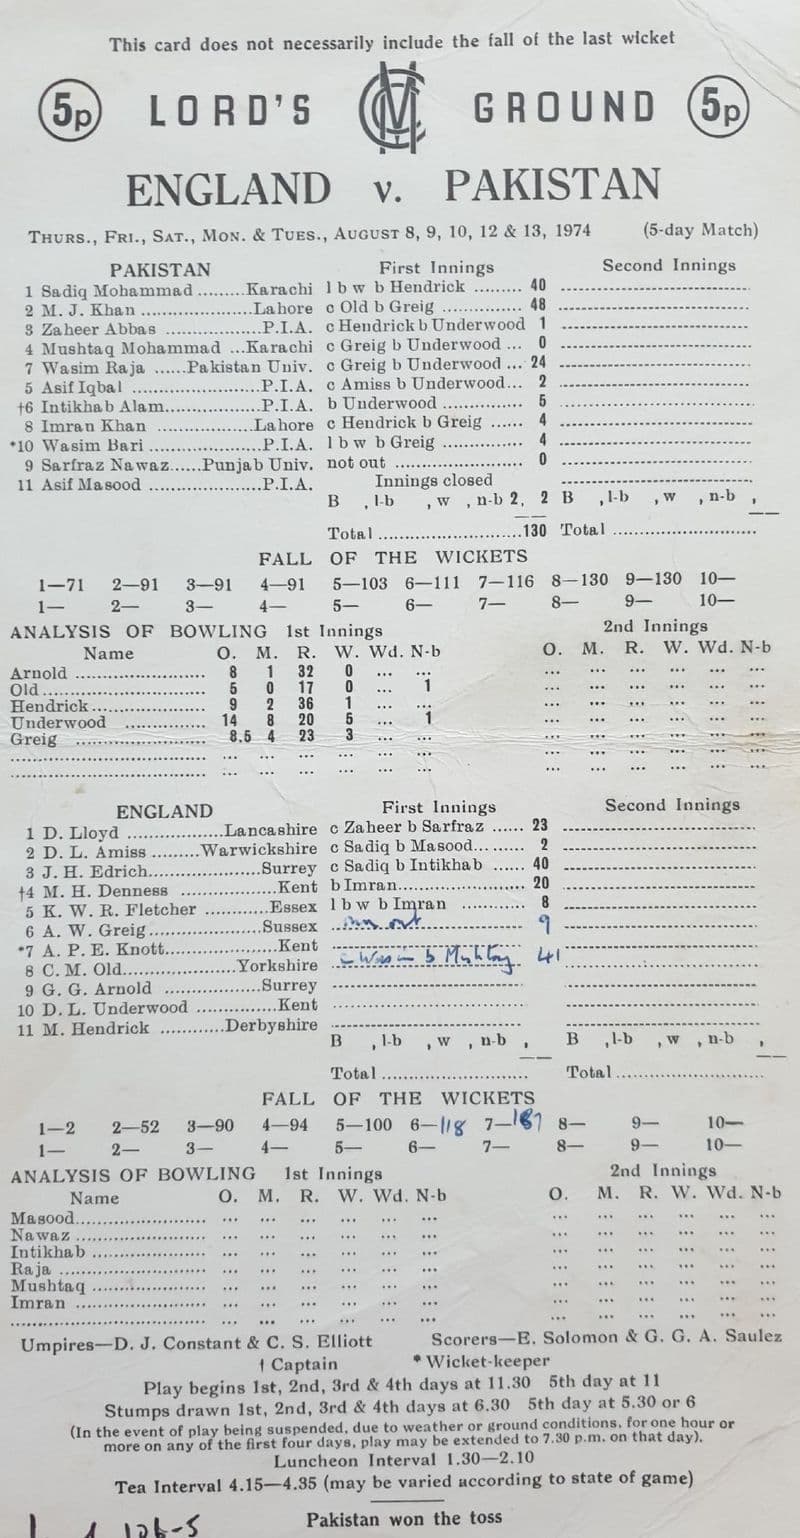 This card does not necessarily include the fall of the last wicket
5p LORD'S MCC GROUND 5p
ENGLAND v. PAKISTAN
THURS., FRI., SAT., MON. & TUES., AUGUST 8, 9, 10, 12 & 13, 1974 (5-day Match)
PAKISTAN First Innings Second Innings
1 Sadiq Mohammad .........Karachi l b w b Hendrick ......... 40
2 M. J. Khan .....................Lahore c Old b Greig ............... 48
3 Zaheer Abbas ..................P.I.A. c Hendrick b Underwood 1
4 Mushtaq Mohammad ...Karachi c Greig b Underwood ... 0
7 Wasim Raja ......Pakistan Univ. c Greig b Underwood ... 24
5 Asif Iqbal ........................P.I.A. c Amiss b Underwood... 2
†6 Intikhab Alam..................P.I.A. b Underwood ............... 5
8 Imran Khan ..................Lahore c Hendrick b Greig ...... 4
*10 Wasim Bari .....................P.I.A. l b w b Greig ............... 4
9 Sarfraz Nawaz......Punjab Univ. not out ........................ 0
11 Asif Masood .....................P.I.A. Innings closed
B , l-b , w , n-b 2, 2 B , l-b , w , n-b ,
Total ...........................130 Total ...........................
FALL OF THE WICKETS
1—71 2—91 3—91 4—91 5—103 6—111 7—116 8—130 9—130 10—
1— 2— 3— 4— 5— 6— 7— 8— 9— 10—
ANALYSIS OF BOWLING 1st Innings 2nd Innings
Name O. M. R. W. Wd. N-b O. M. R. W. Wd. N-b
Arnold ........................ 8 1 32 0 ... ... ... ... ... ... ... ...
Old.............................. 5 0 17 0 ... 1 ... ... ... ... ... ...
Hendrick..................... 9 2 36 1 ... ... ... ... ... ... ... ...
Underwood ............... 14 8 20 5 ... 1 ... ... ... ... ... ...
Greig ........................ 8.5 4 23 3 ... ... ... ... ... ... ... ...
ENGLAND First Innings Second Innings
1 D. Lloyd ..................Lancashire c Zaheer b Sarfraz ...... 23
2 D. L. Amiss .........Warwickshire c Sadiq b Masood......... 2
3 J. H. Edrich.....................Surrey c Sadiq b Intikhab ...... 40
†4 M. H. Denness ..................Kent b Imran........................ 20
5 K. W. R. Fletcher ............Essex l b w b Imran ............ 8
6 A. W. Greig.....................Sussex run out 9
*7 A. P. E. Knott.....................Kent
8 C. M. Old.....................Yorkshire c Wasim b Mushtaq 41
9 G. G. Arnold ..................Surrey
10 D. L. Underwood ...............Kent
11 M. Hendrick ............Derbyshire
B , l-b , w , n-b , B , l-b , w , n-b ,
Total ........................... Total ...........................
FALL OF THE WICKETS
1—2 2—52 3—90 4—94 5—100 6—118 7—187 8— 9— 10—
1— 2— 3— 4— 5— 6— 7— 8— 9— 10—
ANALYSIS OF BOWLING 1st Innings 2nd Innings
Name O. M. R. W. Wd. N-b O. M. R. W. Wd. N-b
Masood........................ ... ... ... ... ... ... ... ... ... ... ... ...
Nawaz ........................ ... ... ... ... ... ... ... ... ... ... ... ...
Intikhab ..................... ... ... ... ... ... ... ... ... ... ... ... ...
Raja ........................... ... ... ... ... ... ... ... ... ... ... ... ...
Mushtaq ..................... ... ... ... ... ... ... ... ... ... ... ... ...
Imran ........................ ... ... ... ... ... ... ... ... ... ... ... ...
Umpires—D. J. Constant & C. S. Elliott Scorers—E. Solomon & G. G. A. Saulez
† Captain * Wicket-keeper
Play begins 1st, 2nd, 3rd & 4th days at 11.30 5th day at 11
Stumps drawn 1st, 2nd, 3rd & 4th days at 6.30 5th day at 5.30 or 6
(In the event of play being suspended, due to weather or ground conditions, for one hour or
more on any of the first four days, play may be extended to 7.30 p.m. on that day).
Luncheon Interval 1.30—2.10
Tea Interval 4.15—4.35 (may be varied according to state of game)
Pakistan won the toss